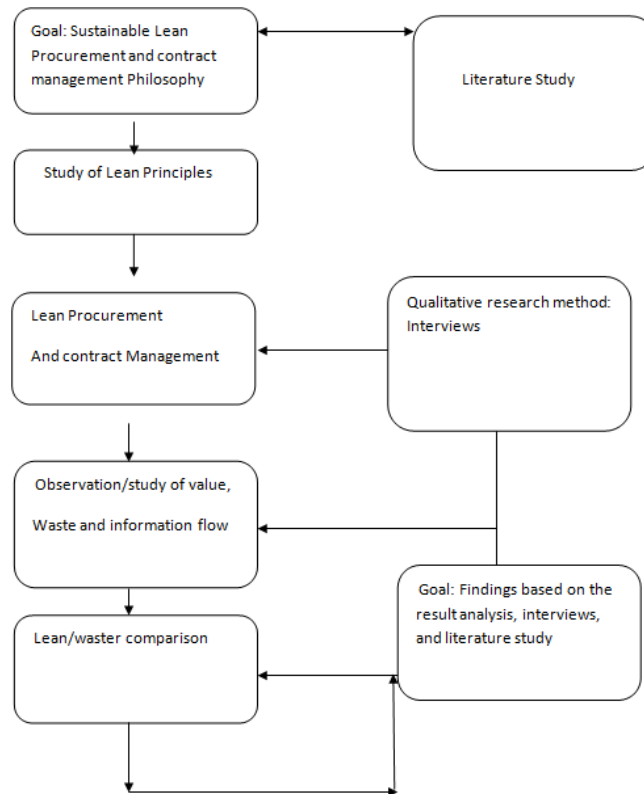 Goal: Sustainable Lean
Procurement and contract
management Philosophy
Literature Study
Study of Lean Principles
Lean Procurement
And contract Management
Qualitative research method:
Interviews
Observation/study of value,
Waste and information flow
Goal: Findings based on the
result analysis, interviews,
and literature study
Lean/waster comparison